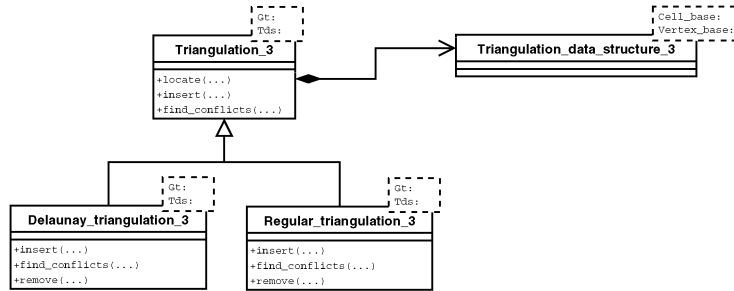 Gt:
Tds:
Triangulation_3
+locate(...)
+insert(...)
+find_conflicts(...)
Cell_base:
Vertex_base:
Triangulation_data_structure_3
Gt:
Tds:
Delaunay_triangulation_3
+insert(...)
+find_conflicts(...)
+remove(...)
Gt:
Tds:
Regular_triangulation_3
+insert(...)
+find_conflicts(...)
+remove(...)